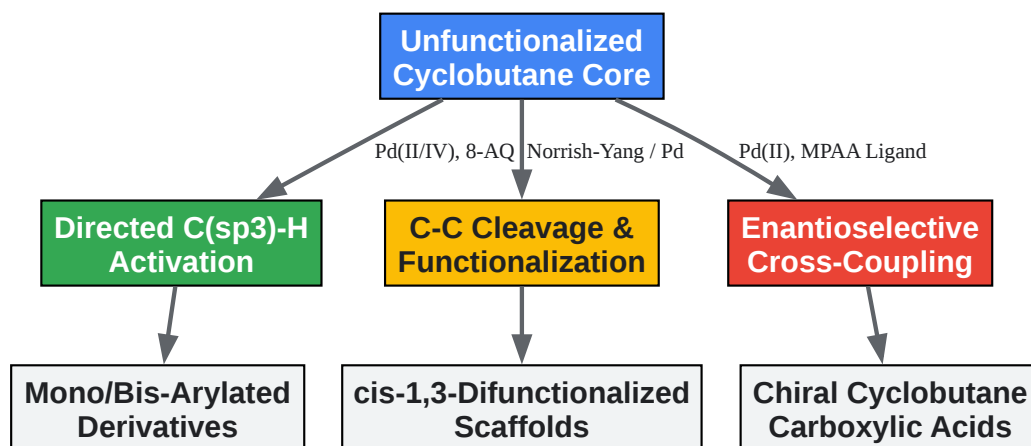 Unfunctionalized
Cyclobutane Core
Pd(II/IV), 8-AQ
Norrish-Yang / Pd
Pd(II), MPAA Ligand
Directed C(sp3)-H
Activation
C-C Cleavage &
Functionalization
Enantioselective
Cross-Coupling
Mono/Bis-Arylated
Derivatives
cis-1,3-Difunctionalized
Scaffolds
Chiral Cyclobutane
Carboxylic Acids